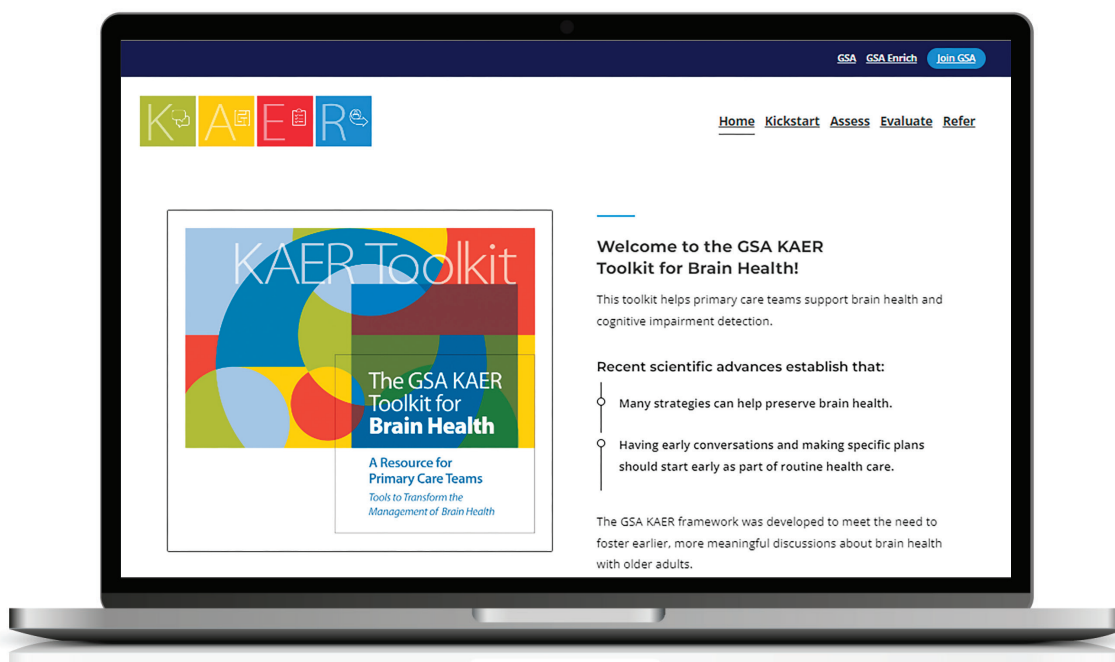 GSA GSA Enrich Join GSA
K A E R
Home Kickstart Assess Evaluate Refer
KAER Toolkit
The GSA KAER
Toolkit for
Brain Health
A Resource for
Primary Care Teams
Tools to Transform the
Management of Brain Health
Welcome to the GSA KAER
Toolkit for Brain Health!
This toolkit helps primary care teams support brain health and
cognitive impairment detection.
Recent scientific advances establish that:
Many strategies can help preserve brain health.
Having early conversations and making specific plans
should start early as part of routine health care.
The GSA KAER framework was developed to meet the need to
foster earlier, more meaningful discussions about brain health
with older adults.